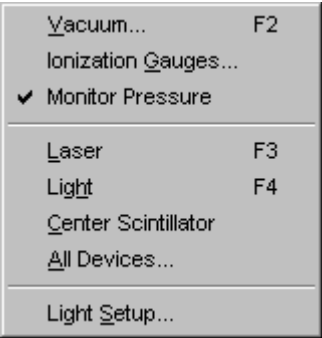 Vacuum... F2
Ionization Gauges...
Monitor Pressure
Laser F3
Light F4
Center Scintillator
All Devices...
Light Setup...